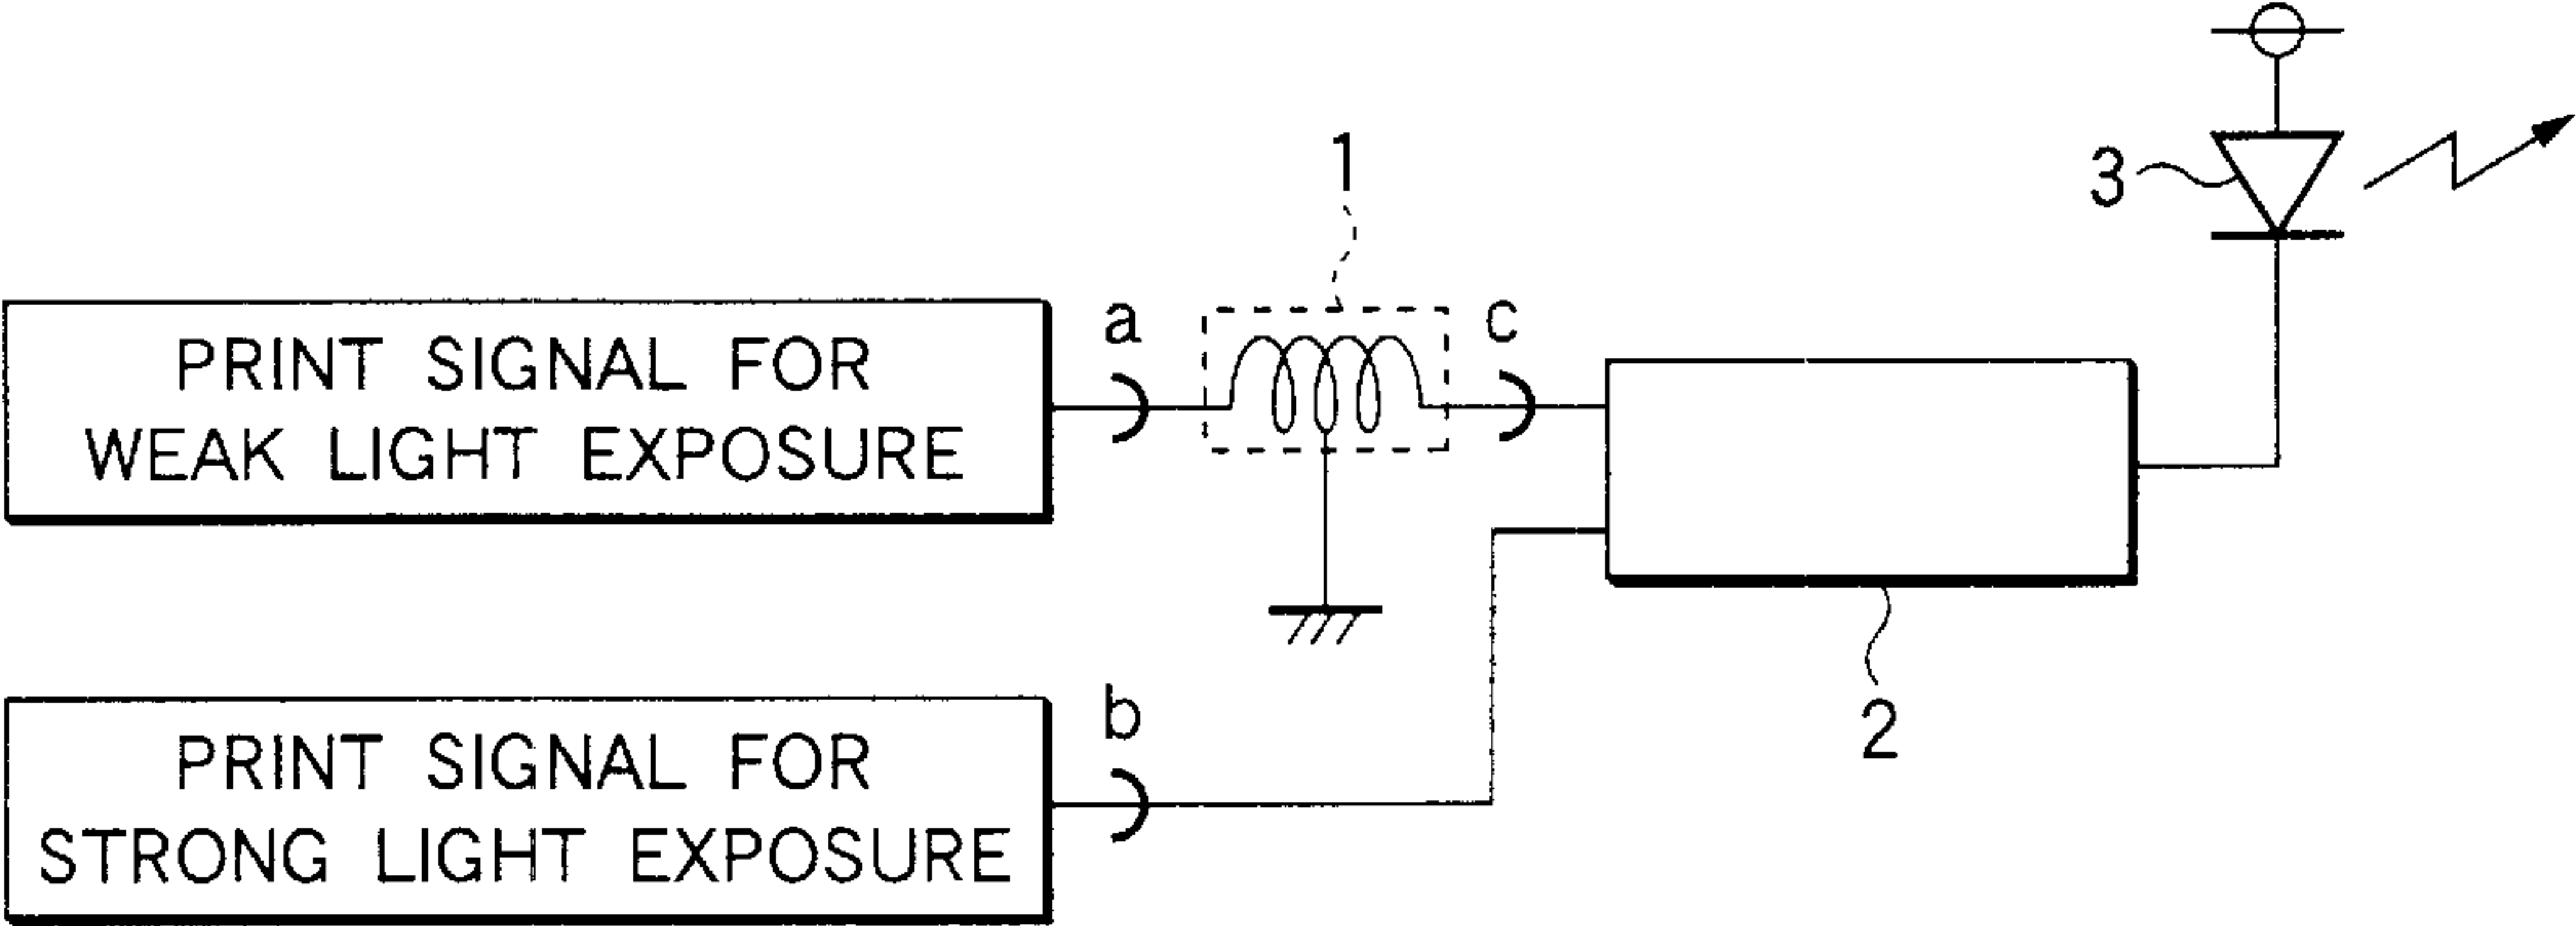 1
3
a
c
PRINT SIGNAL FOR
WEAK LIGHT EXPOSURE
b
2
PRINT SIGNAL FOR
STRONG LIGHT EXPOSURE